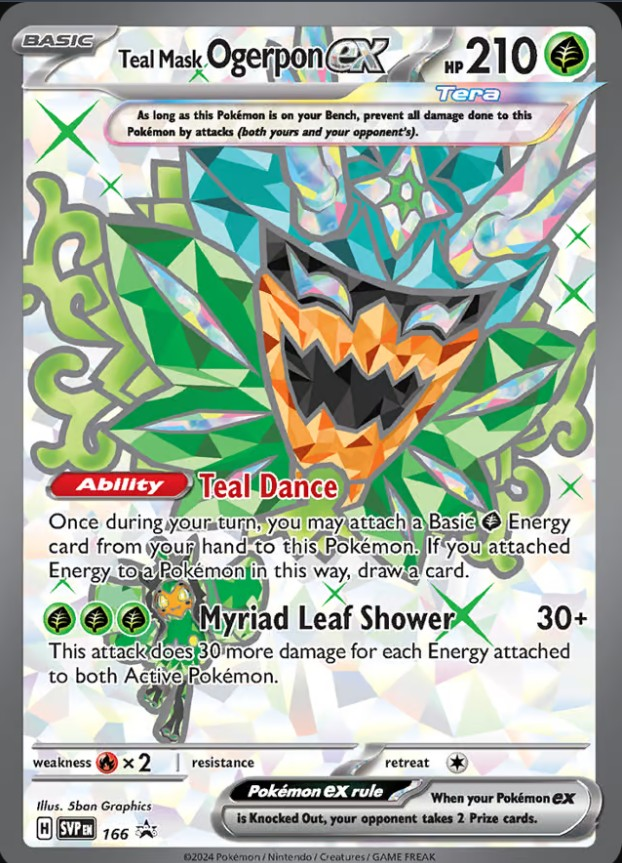 BASIC
Teal Mask Ogerpon ex HP 210
Tera
As long as this Pokémon is on your Bench, prevent all damage done to this
Pokémon by attacks (both yours and your opponent's).
Ability Teal Dance
Once during your turn, you may attach a Basic Energy
card from your hand to this Pokémon. If you attached
Energy to a Pokémon in this way, draw a card.
Myriad Leaf Shower 30+
This attack does 30 more damage for each Energy attached
to both Active Pokémon.
weakness ×2 resistance retreat
Pokémon ex rule When your Pokémon ex
is Knocked Out, your opponent takes 2 Prize cards.
Illus. 5ban Graphics
H SVP EN 166
©2024 Pokémon / Nintendo / Creatures / GAME FREAK